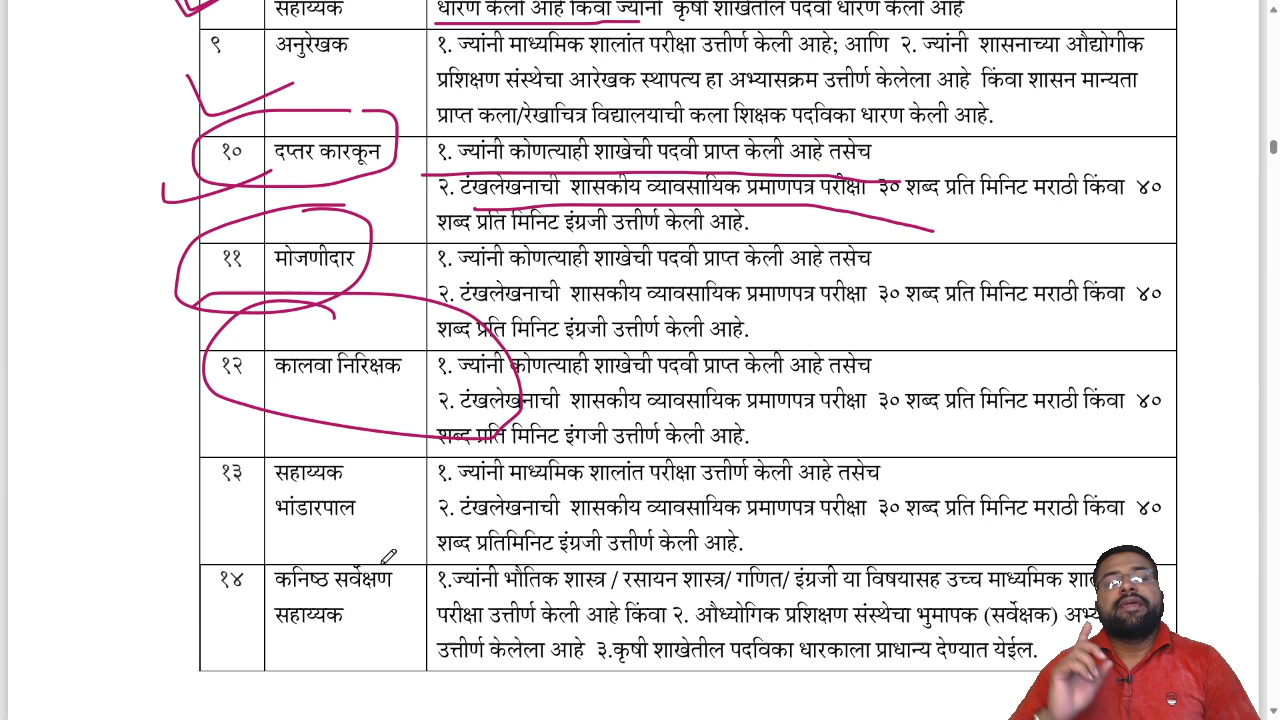 सहाय्यक
धारण केली आहे किंवा ज्यांनी कृषी शाखेतील पदवी धारण केली आहे
९ अनुरेखक १. ज्यांनी माध्यमिक शालांत परीक्षा उत्तीर्ण केली आहे; आणि २. ज्यांनी शासनाच्या औद्योगीक
प्रशिक्षण संस्थेचा आरेखक स्थापत्य हा अभ्यासक्रम उत्तीर्ण केलेला आहे किंवा शासन मान्यता
प्राप्त कला/रेखाचित्र विद्यालयाची कला शिक्षक पदविका धारण केली आहे.
१० दप्तर कारकून १. ज्यांनी कोणत्याही शाखेची पदवी प्राप्त केली आहे तसेच
२. टंखलेखनाची शासकीय व्यावसायिक प्रमाणपत्र परीक्षा ३० शब्द प्रति मिनिट मराठी किंवा ४०
शब्द प्रति मिनिट इंग्रजी उत्तीर्ण केली आहे.
११ मोजणीदार १. ज्यांनी कोणत्याही शाखेची पदवी प्राप्त केली आहे तसेच
२. टंखलेखनाची शासकीय व्यावसायिक प्रमाणपत्र परीक्षा ३० शब्द प्रति मिनिट मराठी किंवा ४०
शब्द प्रति मिनिट इंग्रजी उत्तीर्ण केली आहे.
१२ कालवा निरिक्षक १. ज्यांनी कोणत्याही शाखेची पदवी प्राप्त केली आहे तसेच
२. टंखलेखनाची शासकीय व्यावसायिक प्रमाणपत्र परीक्षा ३० शब्द प्रति मिनिट मराठी किंवा ४०
शब्द प्रति मिनिट इंगजी उत्तीर्ण केली आहे.
१३ सहाय्यक १. ज्यांनी माध्यमिक शालांत परीक्षा उत्तीर्ण केली आहे तसेच
भांडारपाल २. टंखलेखनाची शासकीय व्यावसायिक प्रमाणपत्र परीक्षा ३० शब्द प्रति मिनिट मराठी किंवा ४०
शब्द प्रतिमिनिट इंग्रजी उत्तीर्ण केली आहे.
१४ कनिष्ठ सर्वेक्षण १.ज्यांनी भौतिक शास्त्र / रसायन शास्त्र/ गणित/ इंग्रजी या विषयासह उच्च माध्यमिक
सहाय्यक परीक्षा उत्तीर्ण केली आहे किंवा २. औध्योगिक प्रशिक्षण संस्थेचा भुमापक (सर्वेक्षक)
उत्तीर्ण केलेला आहे ३.कृषी शाखेतील पदविका धारकाला प्राधान्य देण्यात येईल.